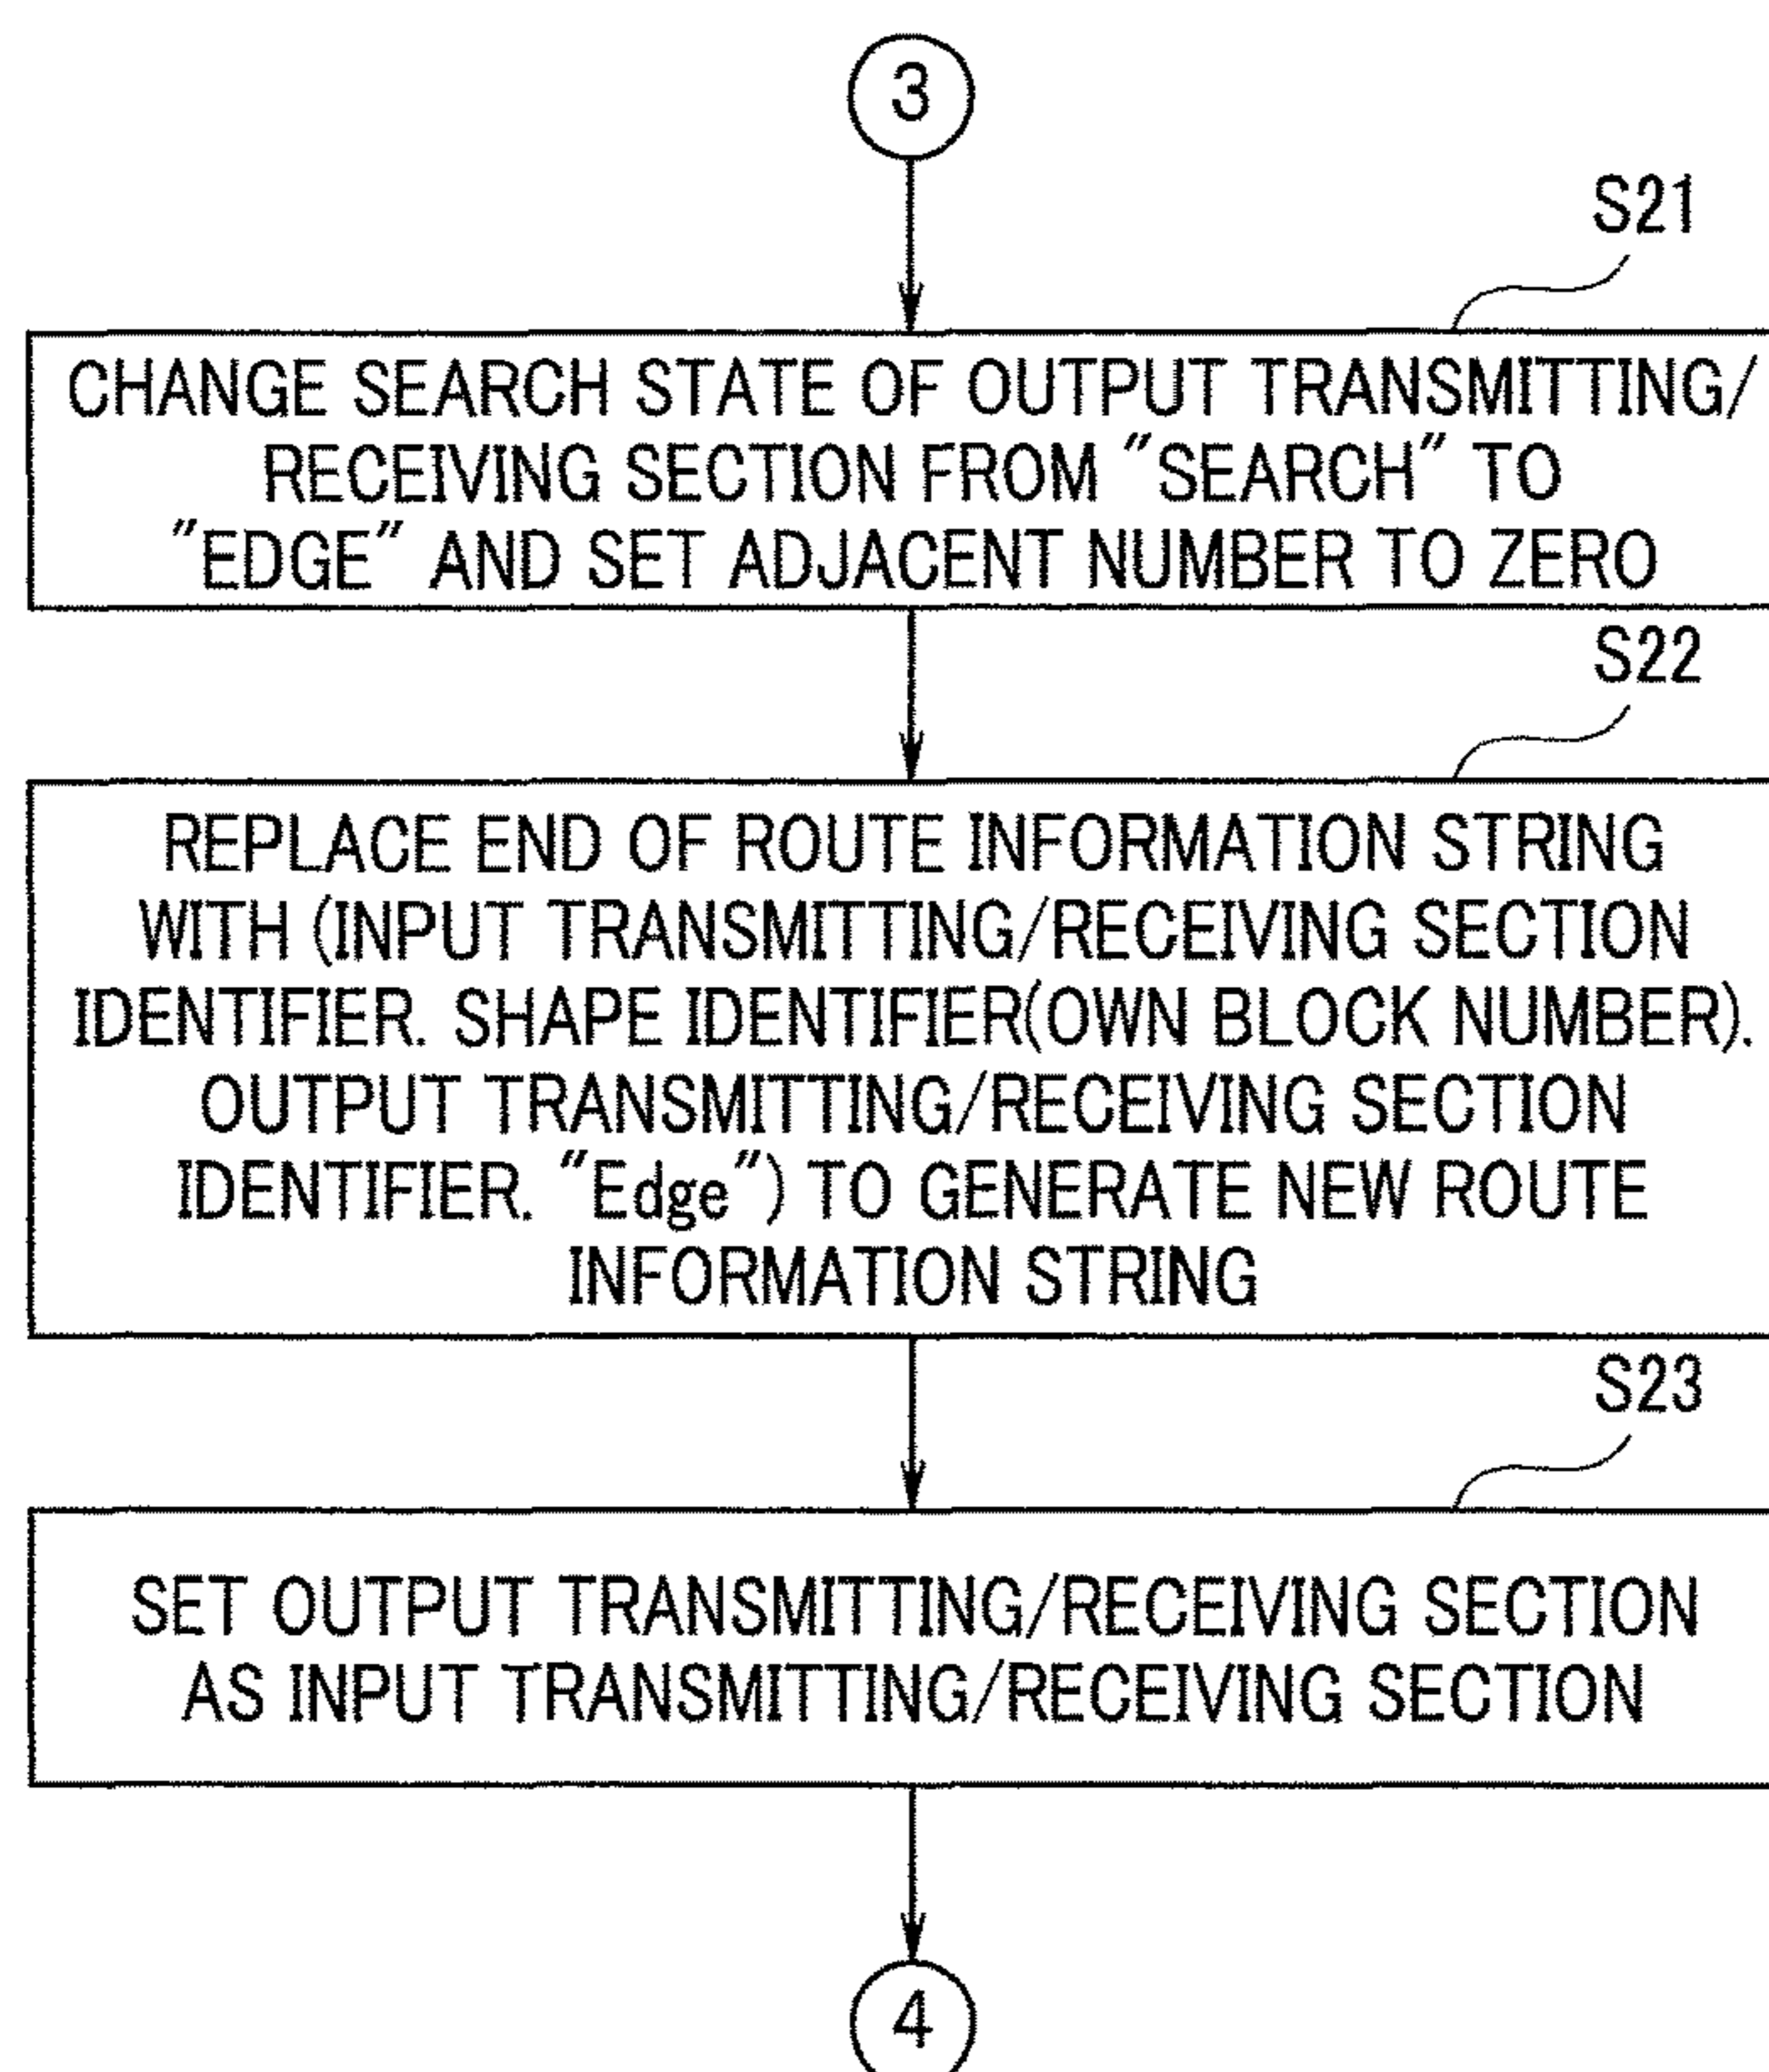 3
S21
CHANGE SEARCH STATE OF OUTPUT TRANSMITTING/
RECEIVING SECTION FROM "SEARCH" TO
"EDGE" AND SET ADJACENT NUMBER TO ZERO
S22
REPLACE END OF ROUTE INFORMATION STRING
WITH (INPUT TRANSMITTING/RECEIVING SECTION
IDENTIFIER. SHAPE IDENTIFIER(OWN BLOCK NUMBER).
OUTPUT TRANSMITTING/RECEIVING SECTION
IDENTIFIER. "Edge") TO GENERATE NEW ROUTE
INFORMATION STRING
S23
SET OUTPUT TRANSMITTING/RECEIVING SECTION
AS INPUT TRANSMITTING/RECEIVING SECTION
4